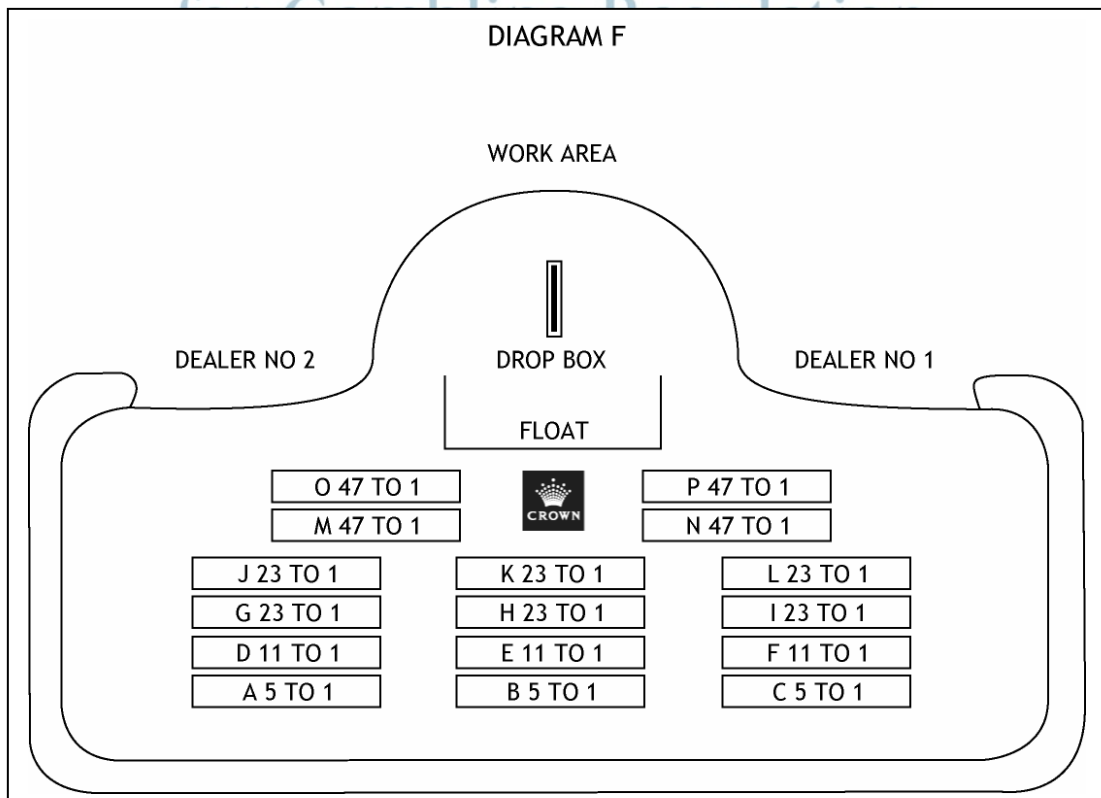 for Gambling Regulation
DIAGRAM F
WORK AREA
DEALER NO 2
DROP BOX
DEALER NO 1
FLOAT
O 47 TO 1
P 47 TO 1
CROWN
M 47 TO 1
N 47 TO 1
J 23 TO 1
K 23 TO 1
L 23 TO 1
G 23 TO 1
H 23 TO 1
I 23 TO 1
D 11 TO 1
E 11 TO 1
F 11 TO 1
A 5 TO 1
B 5 TO 1
C 5 TO 1